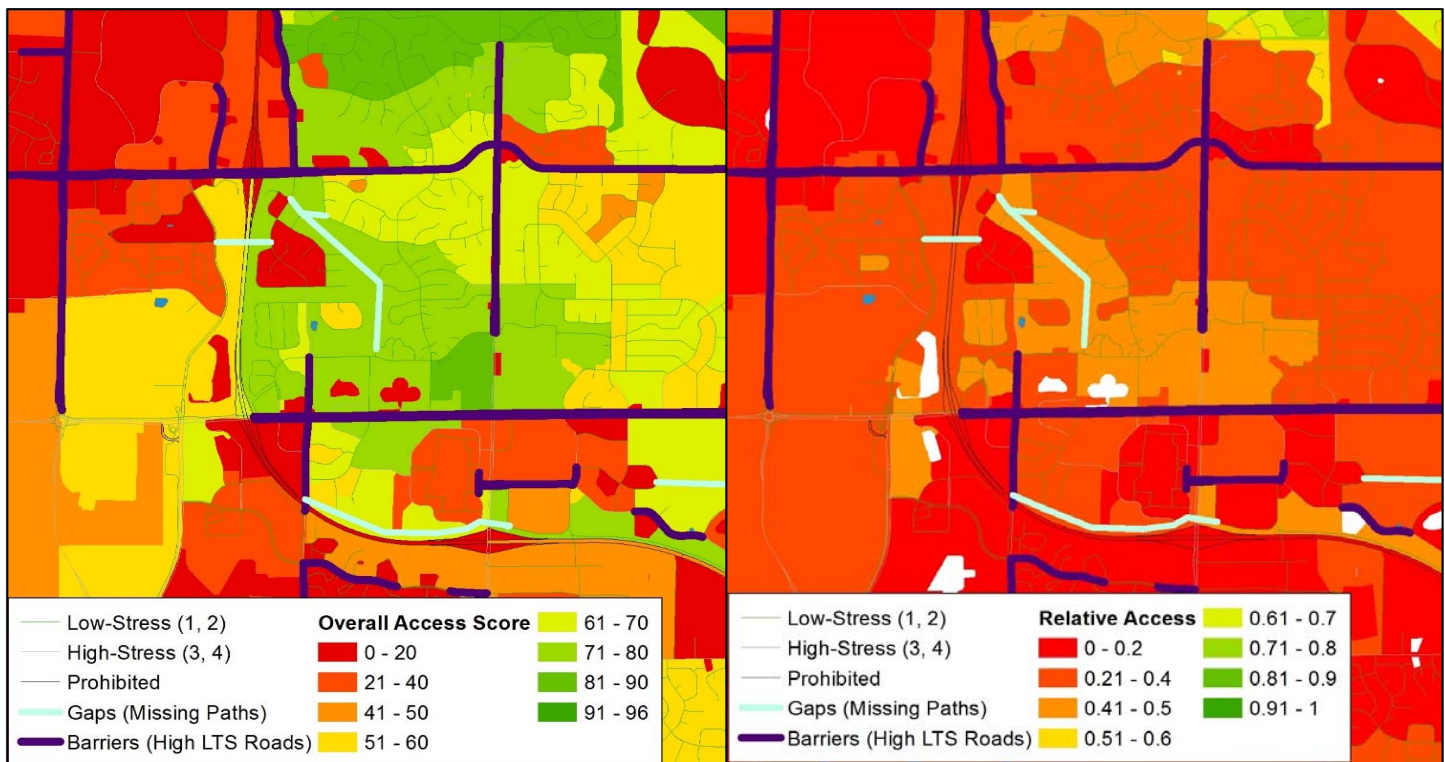 Low-Stress (1, 2)
High-Stress (3, 4)
Prohibited
Gaps (Missing Paths)
Barriers (High LTS Roads)
Overall Access Score
0 - 20
21 - 40
41 - 50
51 - 60
61 - 70
71 - 80
81 - 90
91 - 96
Low-Stress (1, 2)
High-Stress (3, 4)
Prohibited
Gaps (Missing Paths)
Barriers (High LTS Roads)
Relative Access
0 - 0.2
0.21 - 0.4
0.41 - 0.5
0.51 - 0.6
0.61 - 0.7
0.71 - 0.8
0.81 - 0.9
0.91 - 1